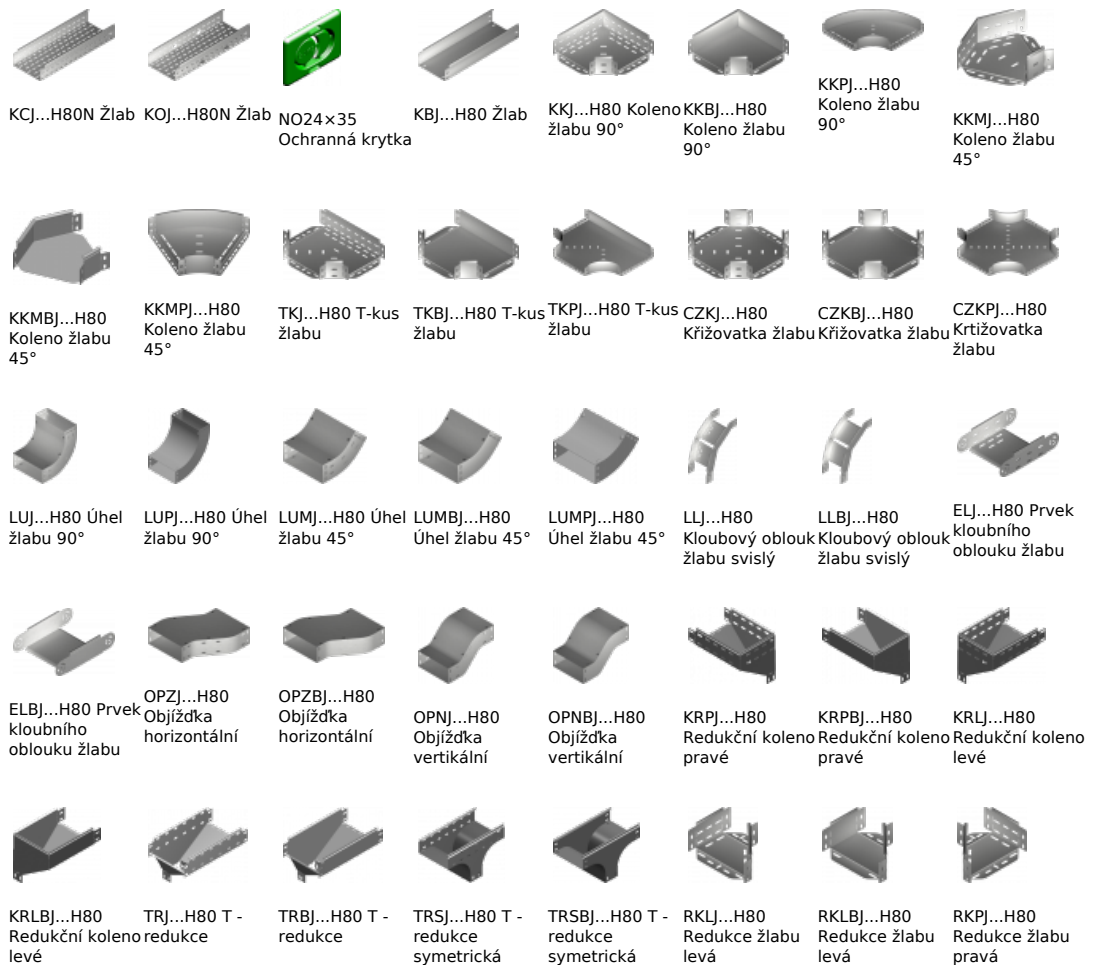 KCJ...H80N Žlab
KOJ...H80N Žlab
NO24×35
Ochranná krytka
KBJ...H80 Žlab
KKJ...H80 Koleno
žlabu 90°
KKBJ...H80
Koleno žlabu
90°
KKPJ...H80
Koleno žlabu
90°
KKMJ...H80
Koleno žlabu
45°
KKMBJ...H80
Koleno žlabu
45°
KKMPJ...H80
Koleno žlabu
45°
TKJ...H80 T-kus
žlabu
TKBJ...H80 T-kus
žlabu
TKPJ...H80 T-kus
žlabu
CZKJ...H80
Křižovatka žlabu
CZKBJ...H80
Křižovatka žlabu
CZKPJ...H80
Krtižovatka
žlabu
LUJ...H80 Úhel
žlabu 90°
LUPJ...H80 Úhel
žlabu 90°
LUMJ...H80 Úhel
žlabu 45°
LUMBJ...H80
Úhel žlabu 45°
LUMPJ...H80
Úhel žlabu 45°
LLJ...H80
Kloubový oblouk
žlabu svislý
LLBJ...H80
Kloubový oblouk
žlabu svislý
ELJ...H80 Prvek
kloubního
oblouku žlabu
ELBJ...H80 Prvek
kloubního
oblouku žlabu
OPZJ...H80
Objížďka
horizontální
OPZBJ...H80
Objížďka
horizontální
OPNJ...H80
Objížďka
vertikální
OPNBJ...H80
Objížďka
vertikální
KRPJ...H80
Redukční koleno
pravé
KRPBJ...H80
Redukční koleno
pravé
KRLJ...H80
Redukční koleno
levé
KRLBJ...H80
Redukční koleno
levé
TRJ...H80 T -
redukce
TRBJ...H80 T -
redukce
TRSJ...H80 T -
redukce
symetrická
TRSBJ...H80 T -
redukce
symetrická
RKLJ...H80
Redukce žlabu
levá
RKLBJ...H80
Redukce žlabu
levá
RKPJ...H80
Redukce žlabu
pravá